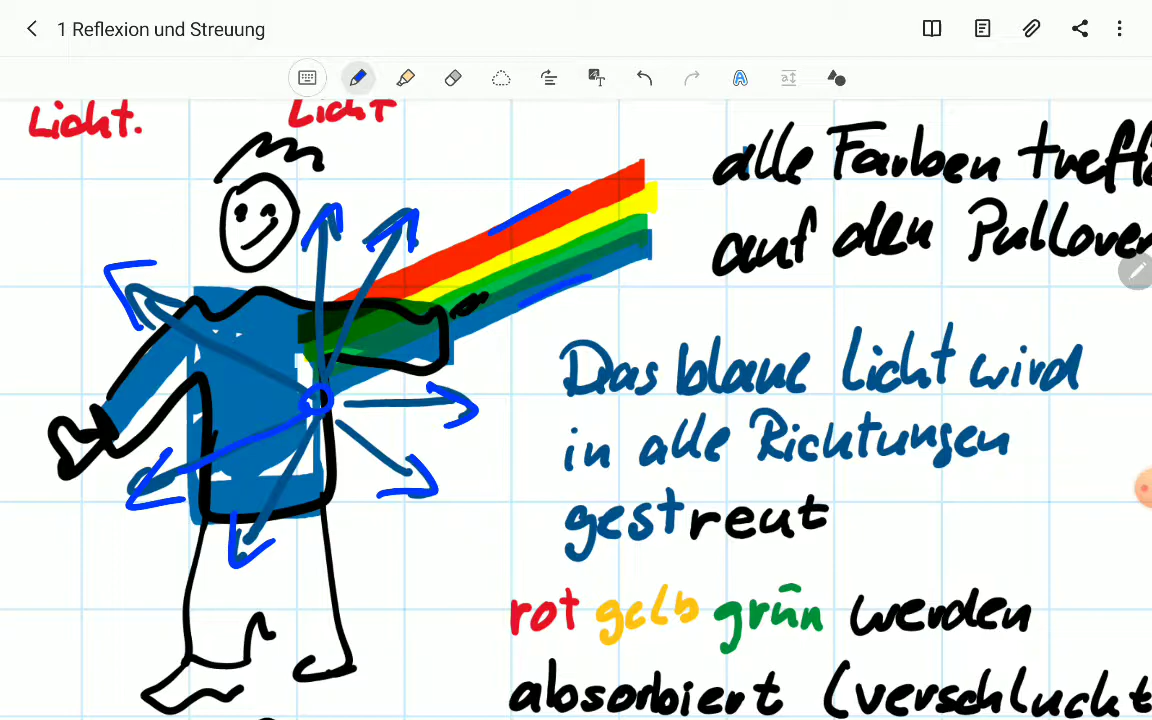 1 Reflexion und Streuung
Licht.
Licht
alle Farben treff
auf den Pullover
Das blaue Licht wird
in alle Richtungen
gestreut
rot gelb grün werden
absorbiert (verschluckt